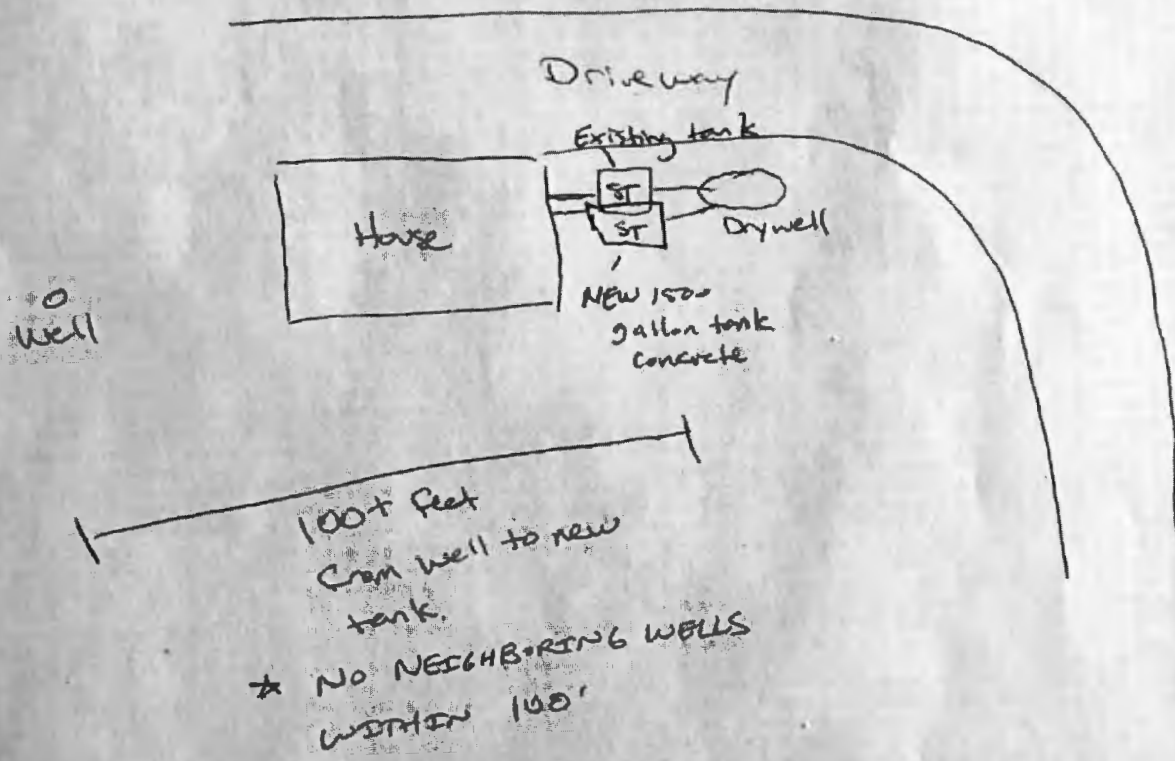 Driveway
Existing tank
ST
House
ST
Drywell
NEW 1500
gallon tank
concrete
o
Well
100+ feet
from well to new
tank.
* NO NEIGHBORING WELLS
WITHIN 100'